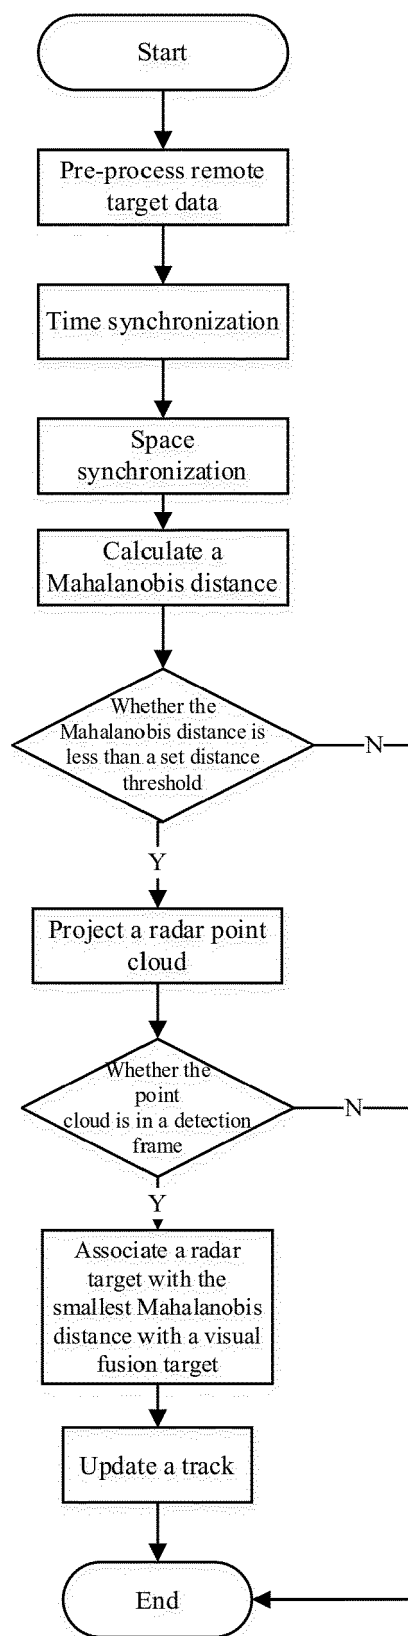 Start
Pre-process remote
target data
Time synchronization
Space
synchronization
Calculate a
Mahalanobis distance
Whether the
Mahalanobis distance is
less than a set distance
threshold
N
Y
Project a radar point
cloud
Whether the
point
cloud is in a detection
frame
N
Y
Associate a radar
target with the
smallest Mahalanobis
distance with a visual
fusion target
Update a track
End